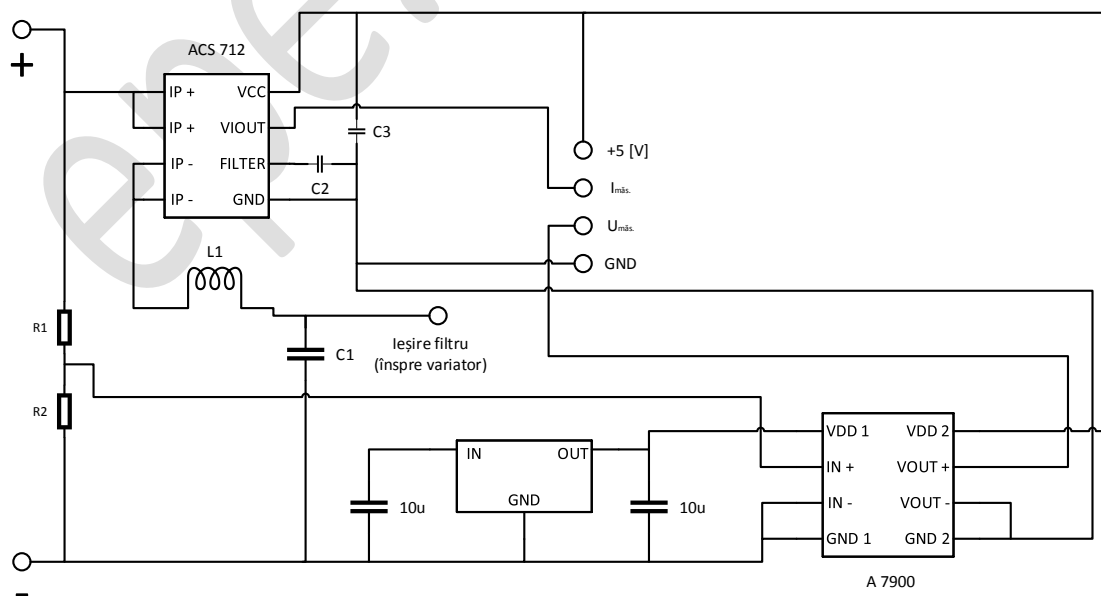 +
ACS 712
IP + VCC
IP + VIOUT
IP - FILTER
IP - GND
C3
C2
+5 [V]
Imăs.
Umăs.
GND
L1
R1
R2
C1
Ieșire filtru
(înspre variator)
IN OUT
GND
10u
10u
VDD 1 VDD 2
IN + VOUT +
IN - VOUT -
GND 1 GND 2
A 7900
-